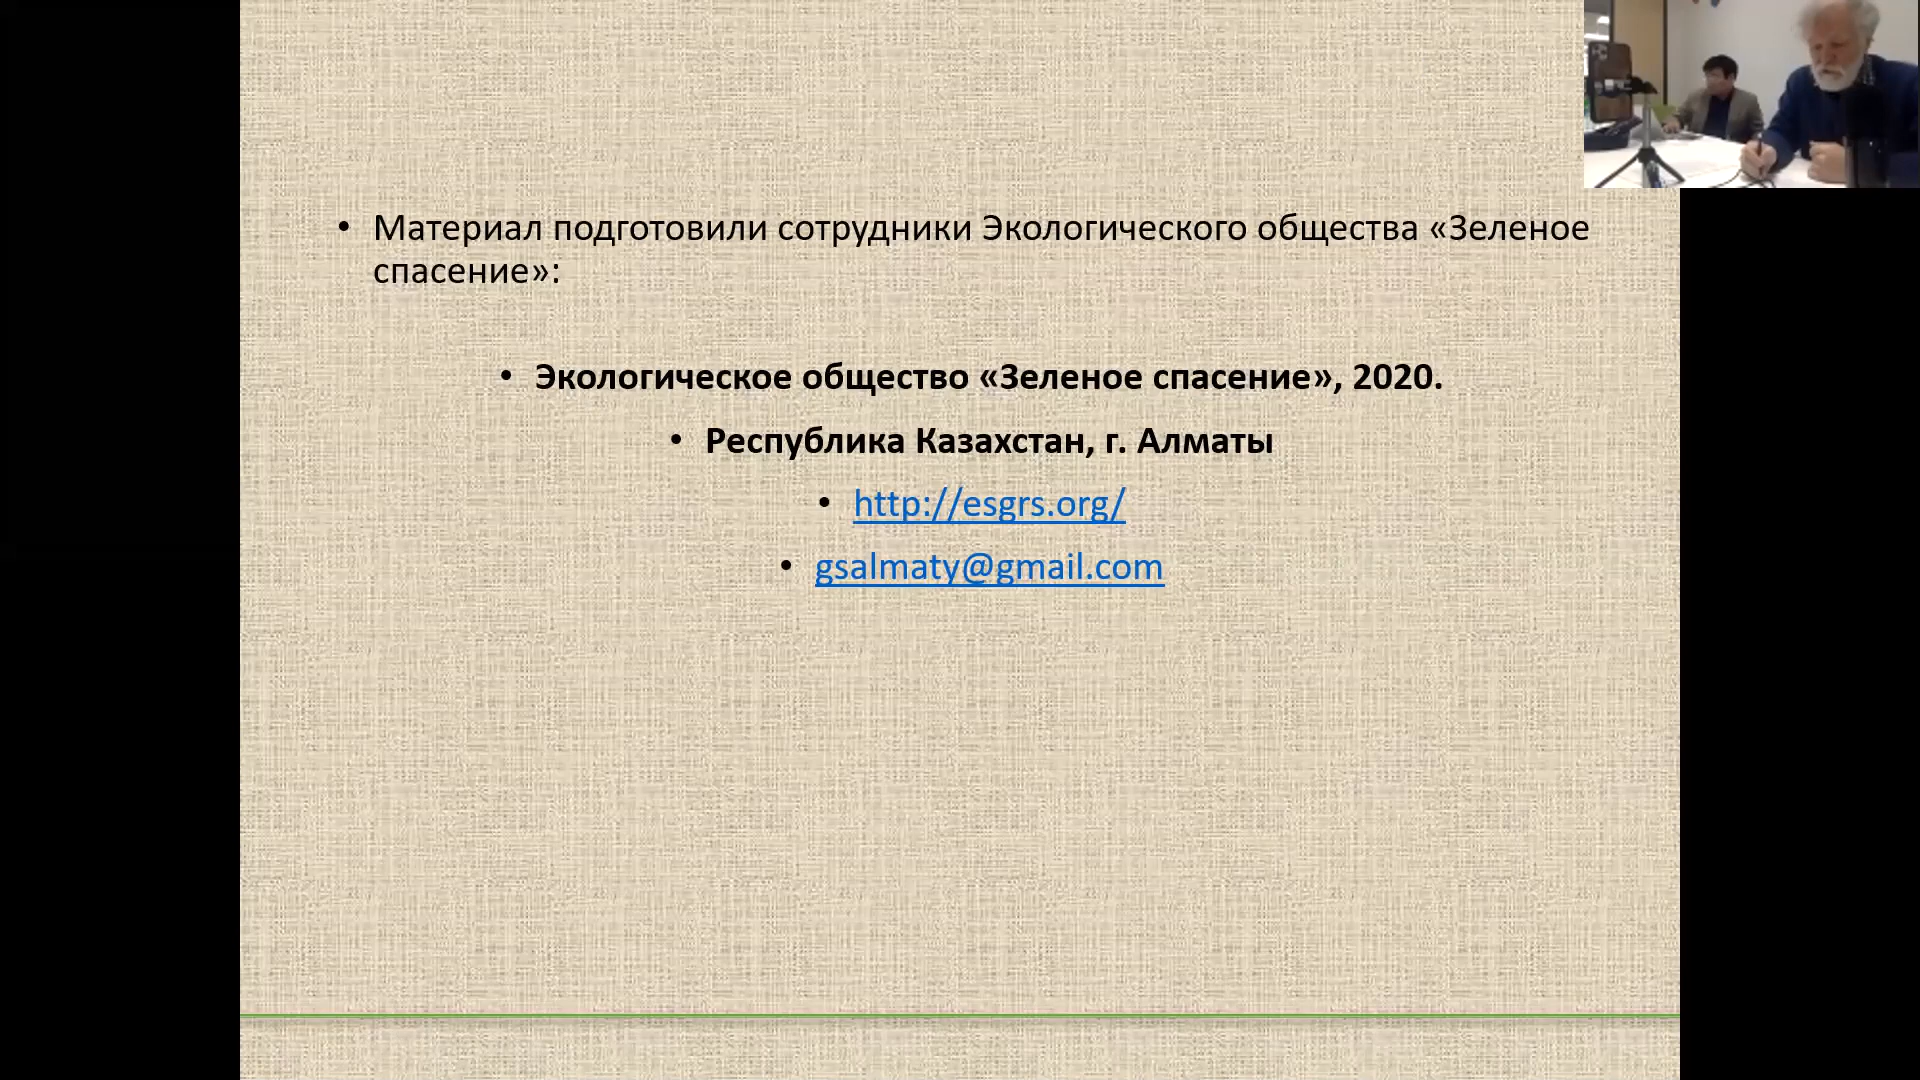 • Материал подготовили сотрудники Экологического общества «Зеленое
спасение»:
• Экологическое общество «Зеленое спасение», 2020.
• Республика Казахстан, г. Алматы
• http://esgrs.org/
• gsalmaty@gmail.com